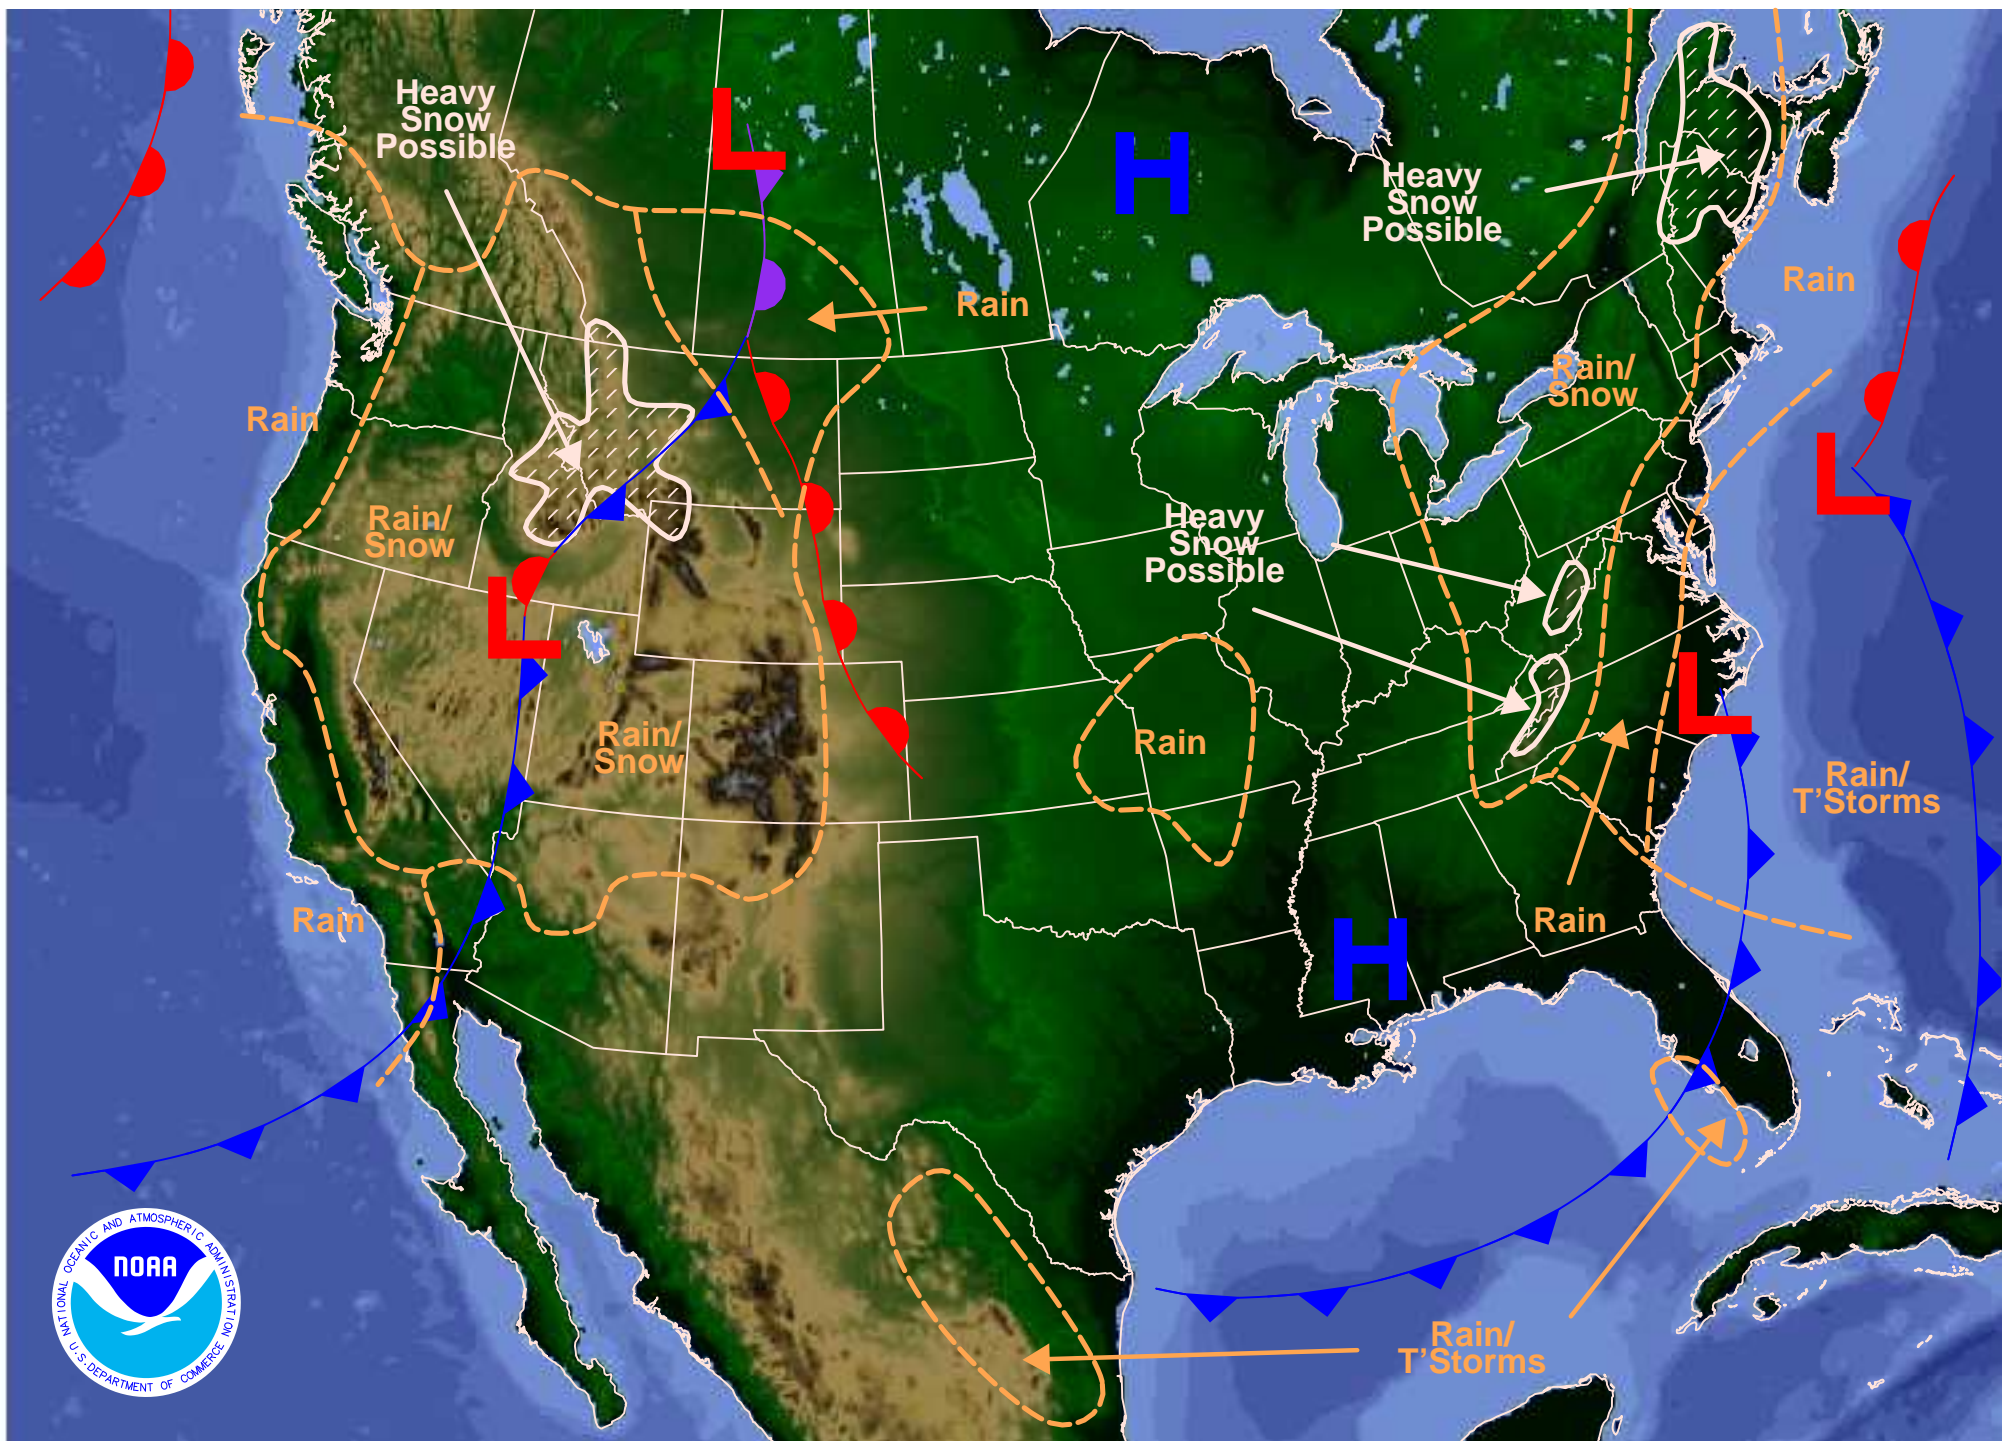 Heavy
Snow
Possible
L
H
Heavy
Snow
Possible
Rain
Rain
Rain/
Snow
Rain
L
Rain/
Snow
Heavy
Snow
Possible
L
L
Rain/
Snow
Rain
Rain/
T'Storms
Rain
H
Rain
Rain/
T'Storms
NATIONAL OCEANIC AND ATMOSPHERIC ADMINISTRATION
NOAA
U.S. DEPARTMENT OF COMMERCE